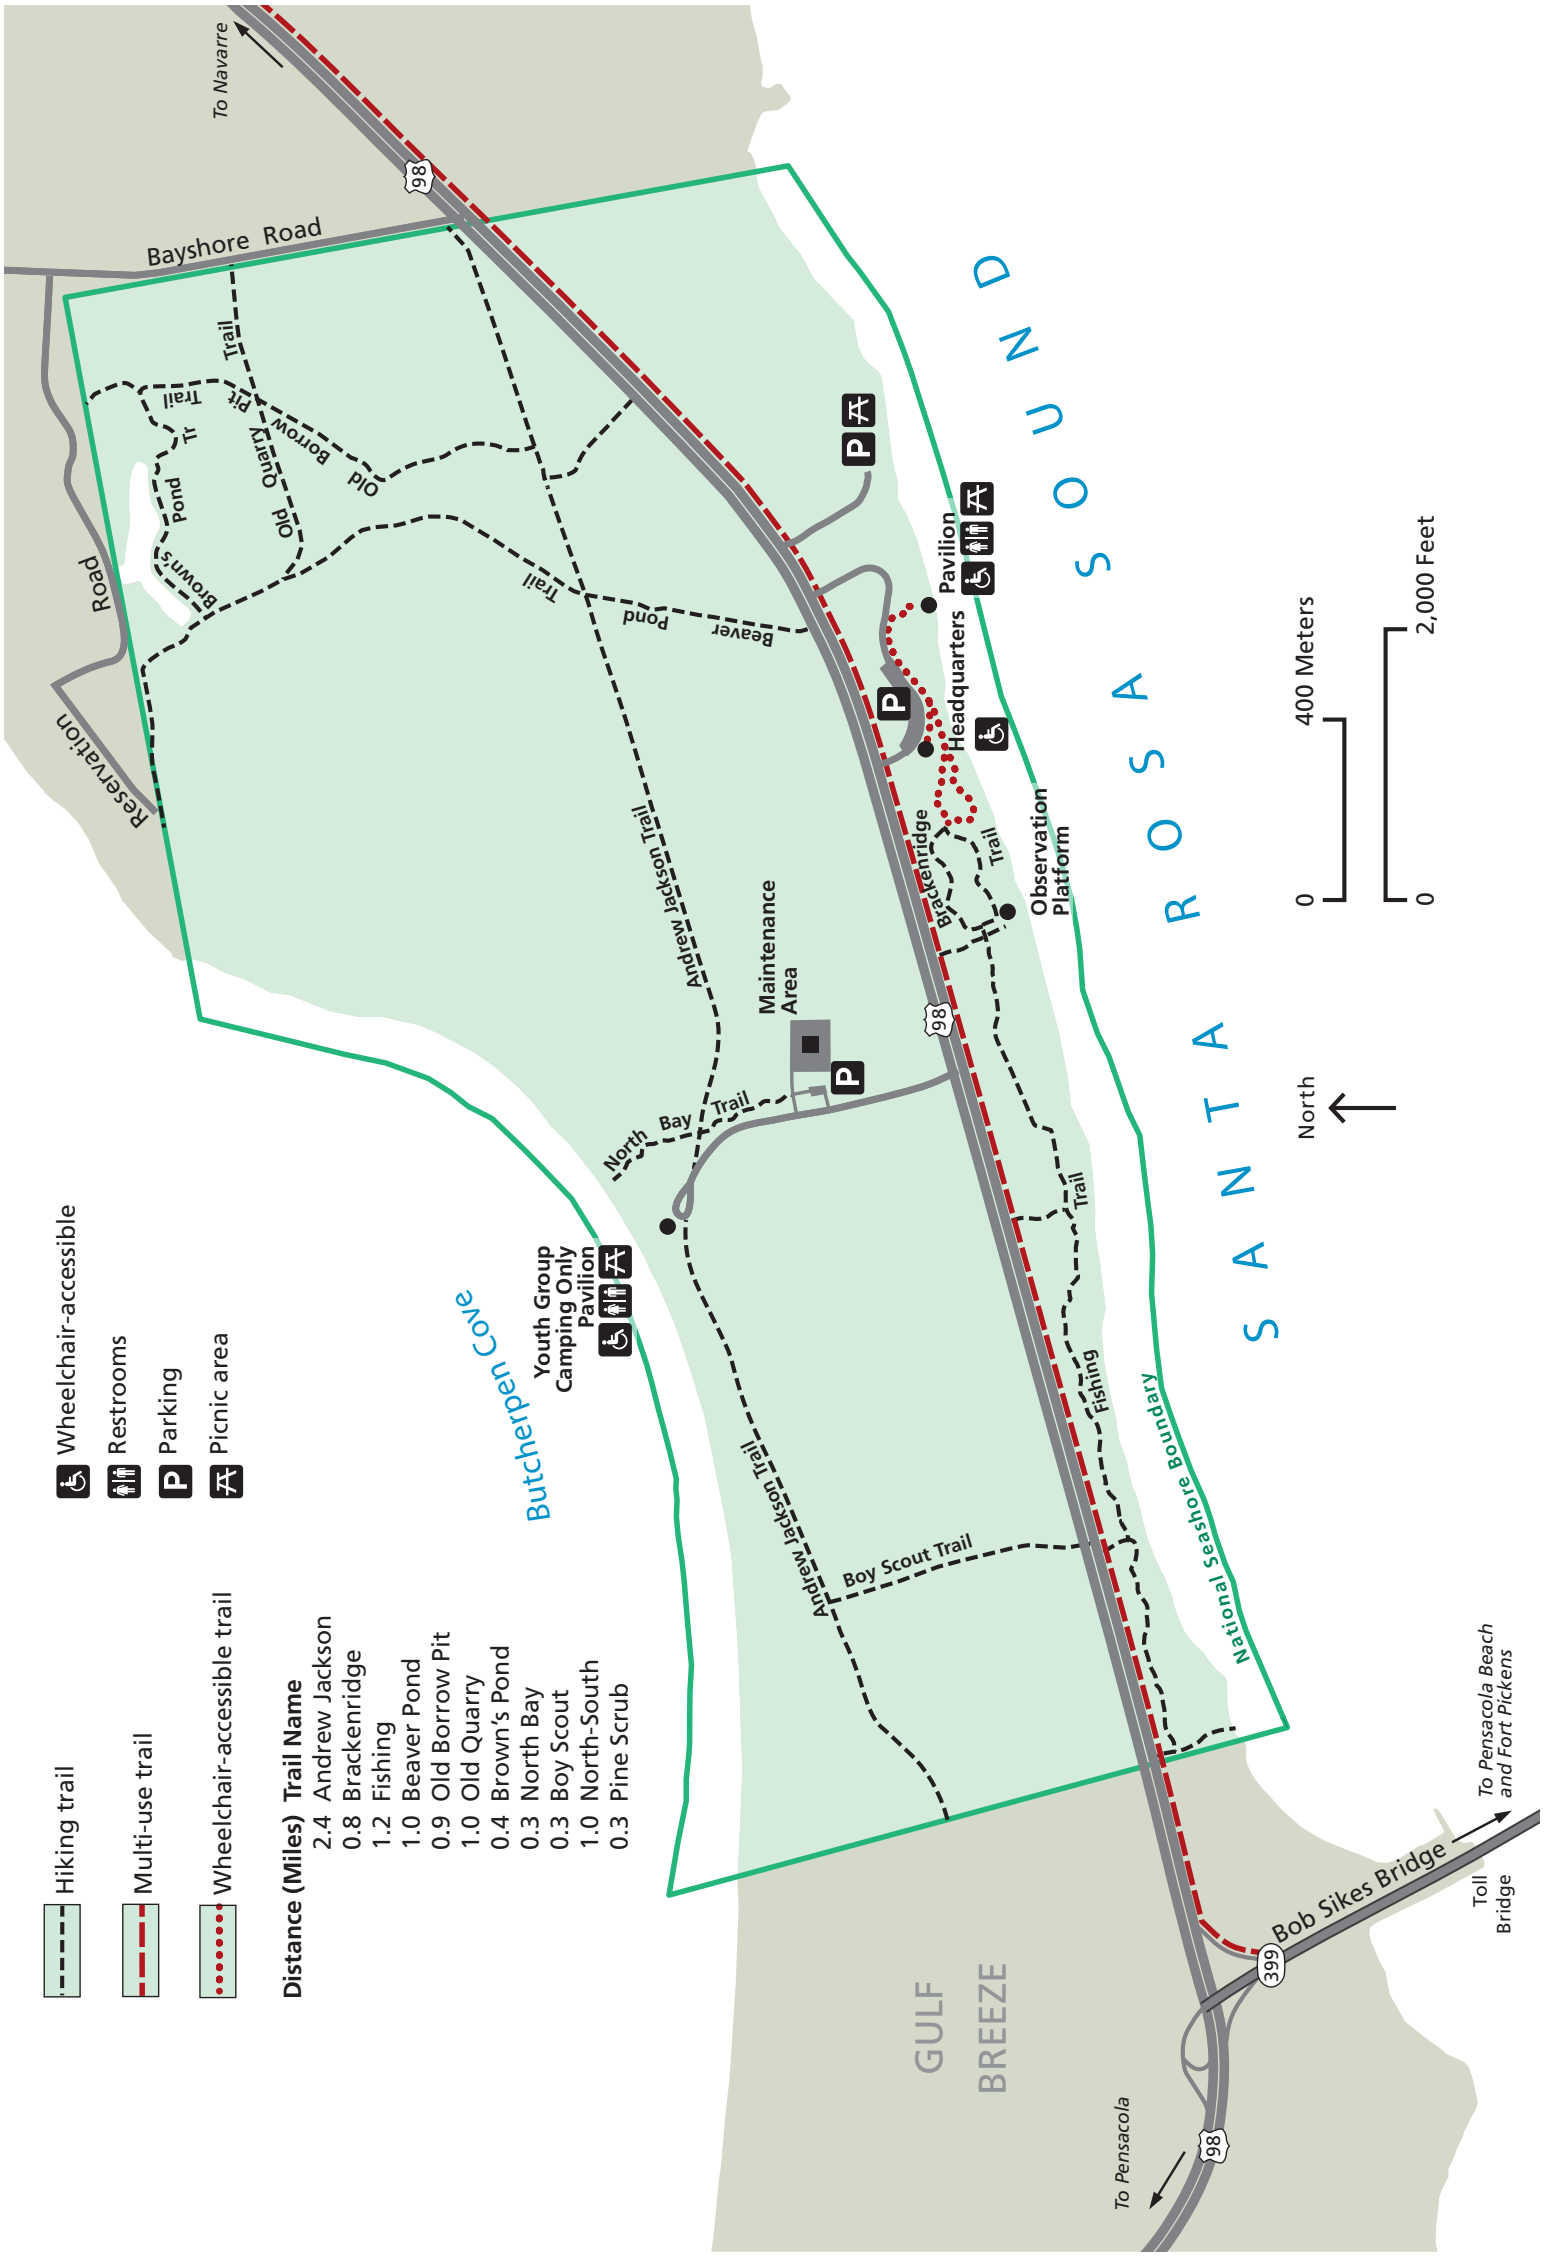 Hiking trail
Multi-use trail
Wheelchair-accessible trail
Wheelchair-accessible
Restrooms
P Parking
Picnic area
Distance (Miles) Trail Name
2.4 Andrew Jackson
0.8 Brackenridge
1.2 Fishing
1.0 Beaver Pond
0.9 Old Borrow Pit
1.0 Old Quarry
0.4 Brown's Pond
0.3 North Bay
0.3 Boy Scout
1.0 North-South
0.3 Pine Scrub
Butcherpen Cove
Youth Group
Camping Only
Pavilion
North Bay Trail
Maintenance
Area
P
Andrew Jackson Trail
Andrew Jackson Trail
Boy Scout Trail
Reservation Road
Bayshore Road
To Navarre
98
Brown's Pond Tr
Old Quarry Trail
Old Borrow Pit Trail
Beaver Pond Trail
P
P
Pavilion
Headquarters
Brackenridge Trail
Observation
Platform
98
Fishing Trail
National Seashore Boundary
SANTA ROSA SOUND
North
0 400 Meters
0 2,000 Feet
GULF
BREEZE
To Pensacola
98
399
Bob Sikes Bridge
Toll
Bridge
To Pensacola Beach
and Fort Pickens